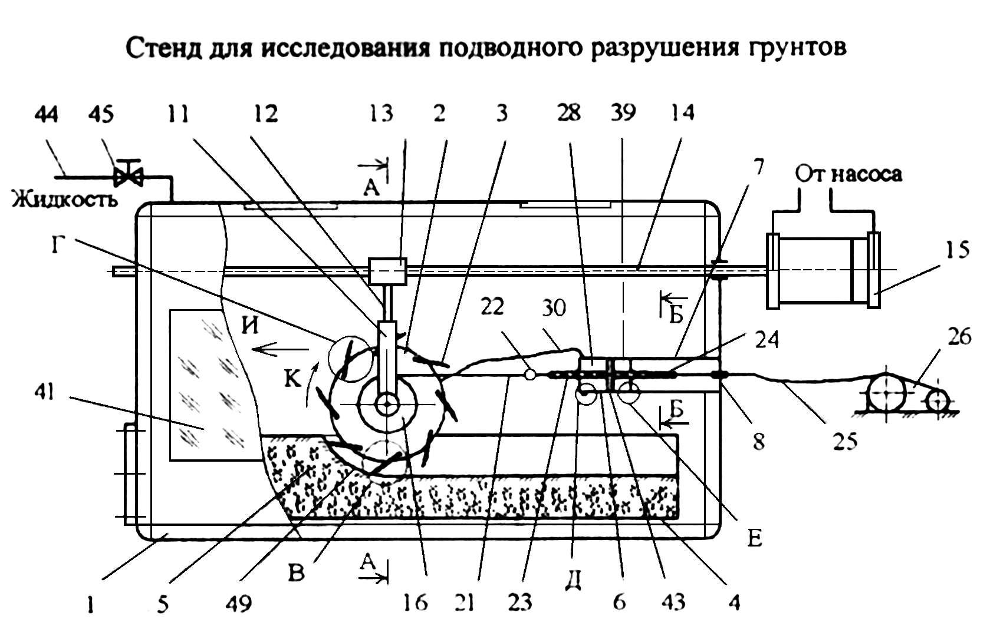 Стенд для исследования подводного разрушения грунтов
44 45 11 12 13 2 3 28 39 14
7
От насоса
А
Жидкость
Г
15
22 30
Б
И
24 26
К
41
Б
8 25
Е
В А Д
1 5 49 16 21 23 6 43 4